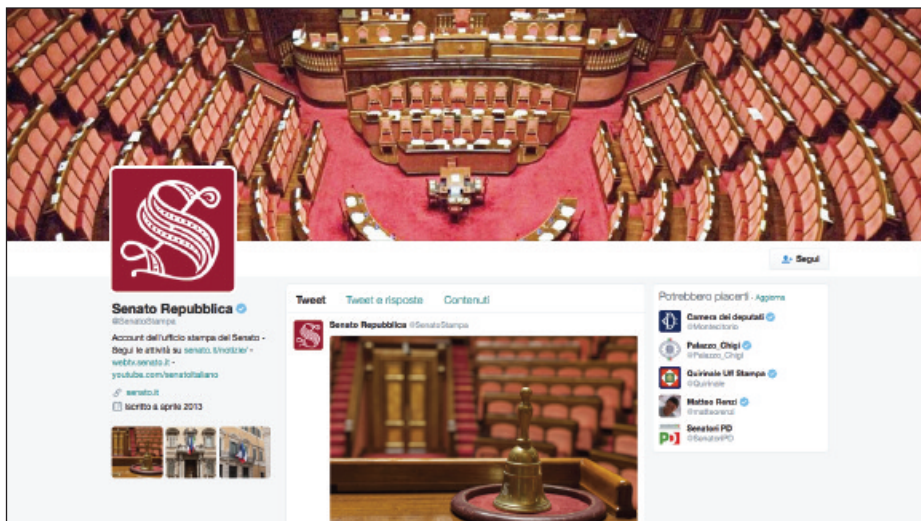 Segui
Senato Repubblica
@SenatoStampa
Account dell'ufficio stampa del Senato -
Segui le attività su senato.it/notizie/ -
webtv.senato.it -
youtube.com/senatoitaliano
senato.it
Iscritto a aprile 2013
Tweet Tweet e risposte Contenuti
Senato Repubblica @SenatoStampa
Potrebbero piacerti · Aggiorna
Camera dei deputati
@Montecitorio
Palazzo_Chigi
@Palazzo_Chigi
Quirinale Uff Stampa
@Quirinale
Matteo Renzi
@matteorenzi
Senatori PD
@SenatoriPD
PD